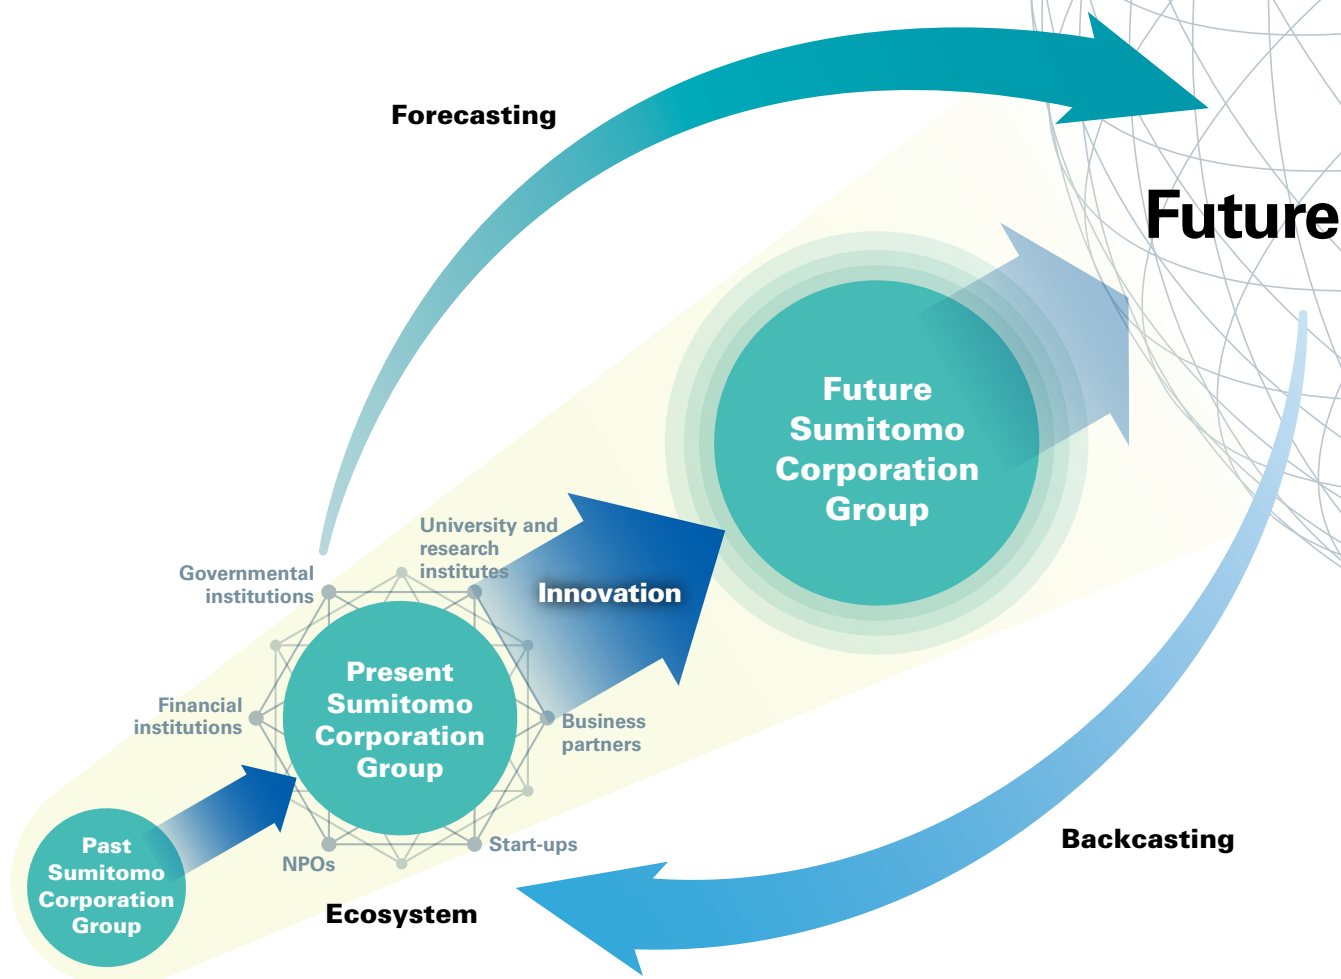 Forecasting
Future
Future
Sumitomo
Corporation
Group
University and
research
institutes
Governmental
institutions
Innovation
Present
Sumitomo
Corporation
Group
Financial
institutions
Business
partners
Past
Sumitomo
Corporation
Group
NPOs
Start-ups
Backcasting
Ecosystem